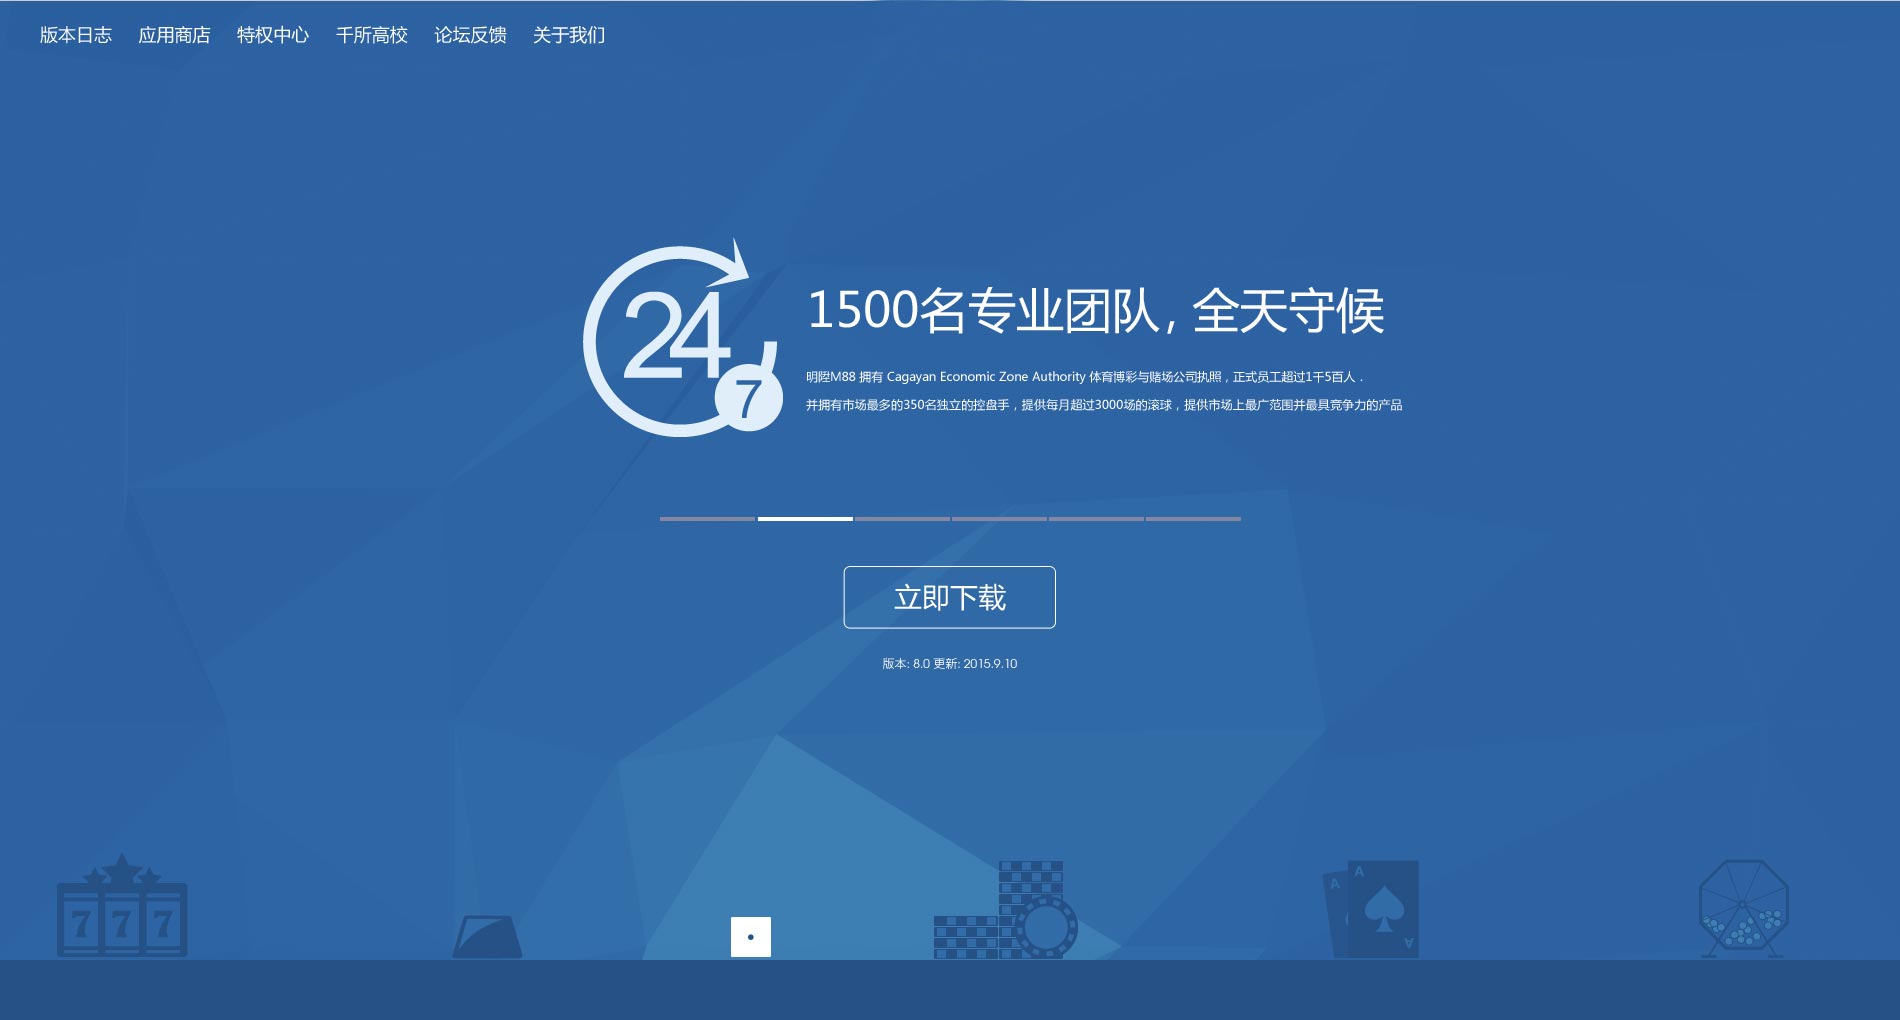 版本日志 应用商店 特权中心 千所高校 论坛反馈 关于我们
24
7
1500名专业团队，全天守候
明陞M88 拥有 Cagayan Economic Zone Authority 体育博彩与赌场公司执照，正式员工超过1千5百人．
并拥有市场最多的350名独立的控盘手，提供每月超过3000场的滚球，提供市场上最广范围并最具竞争力的产品
立即下载
版本: 8.0 更新: 2015.9.10
7 7 7
A A
A